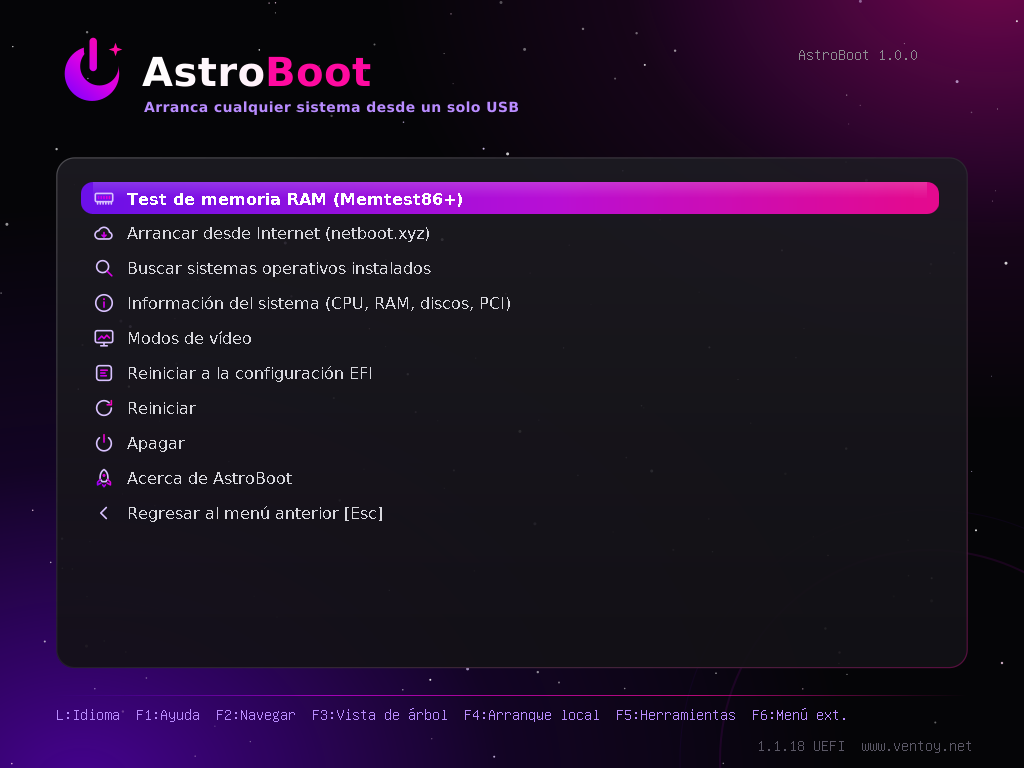 AstroBoot
AstroBoot 1.0.0
Arranca cualquier sistema desde un solo USB
Test de memoria RAM (Memtest86+)
Arrancar desde Internet (netboot.xyz)
Buscar sistemas operativos instalados
Información del sistema (CPU, RAM, discos, PCI)
Modos de vídeo
Reiniciar a la configuración EFI
Reiniciar
Apagar
Acerca de AstroBoot
Regresar al menú anterior [Esc]
L:Idioma F1:Ayuda F2:Navegar F3:Vista de árbol F4:Arranque local F5:Herramientas F6:Menú ext.
1.1.18 UEFI www.ventoy.net